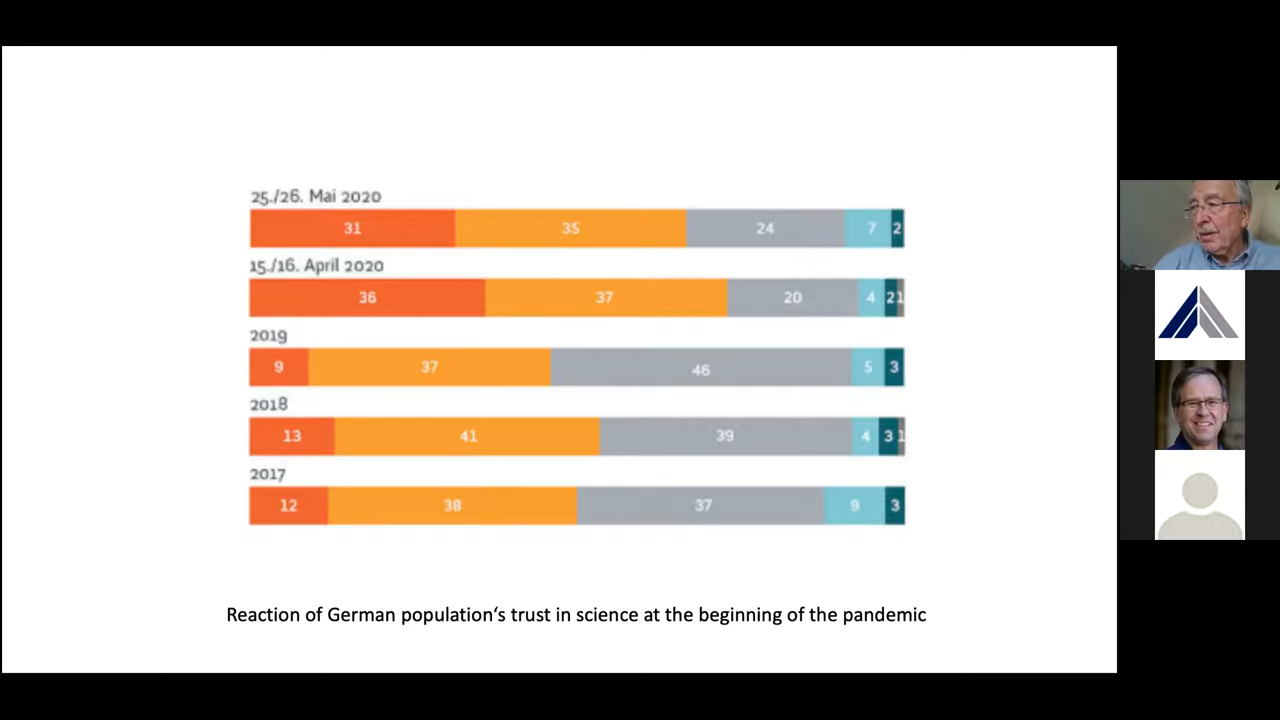 25./26. Mai 2020
31 35 24 7 2
15./16. April 2020
36 37 20 4 2 1
2019
9 37 46 5 3
2018
13 41 39 4 3 1
2017
12 38 37 9 3
Reaction of German population‘s trust in science at the beginning of the pandemic